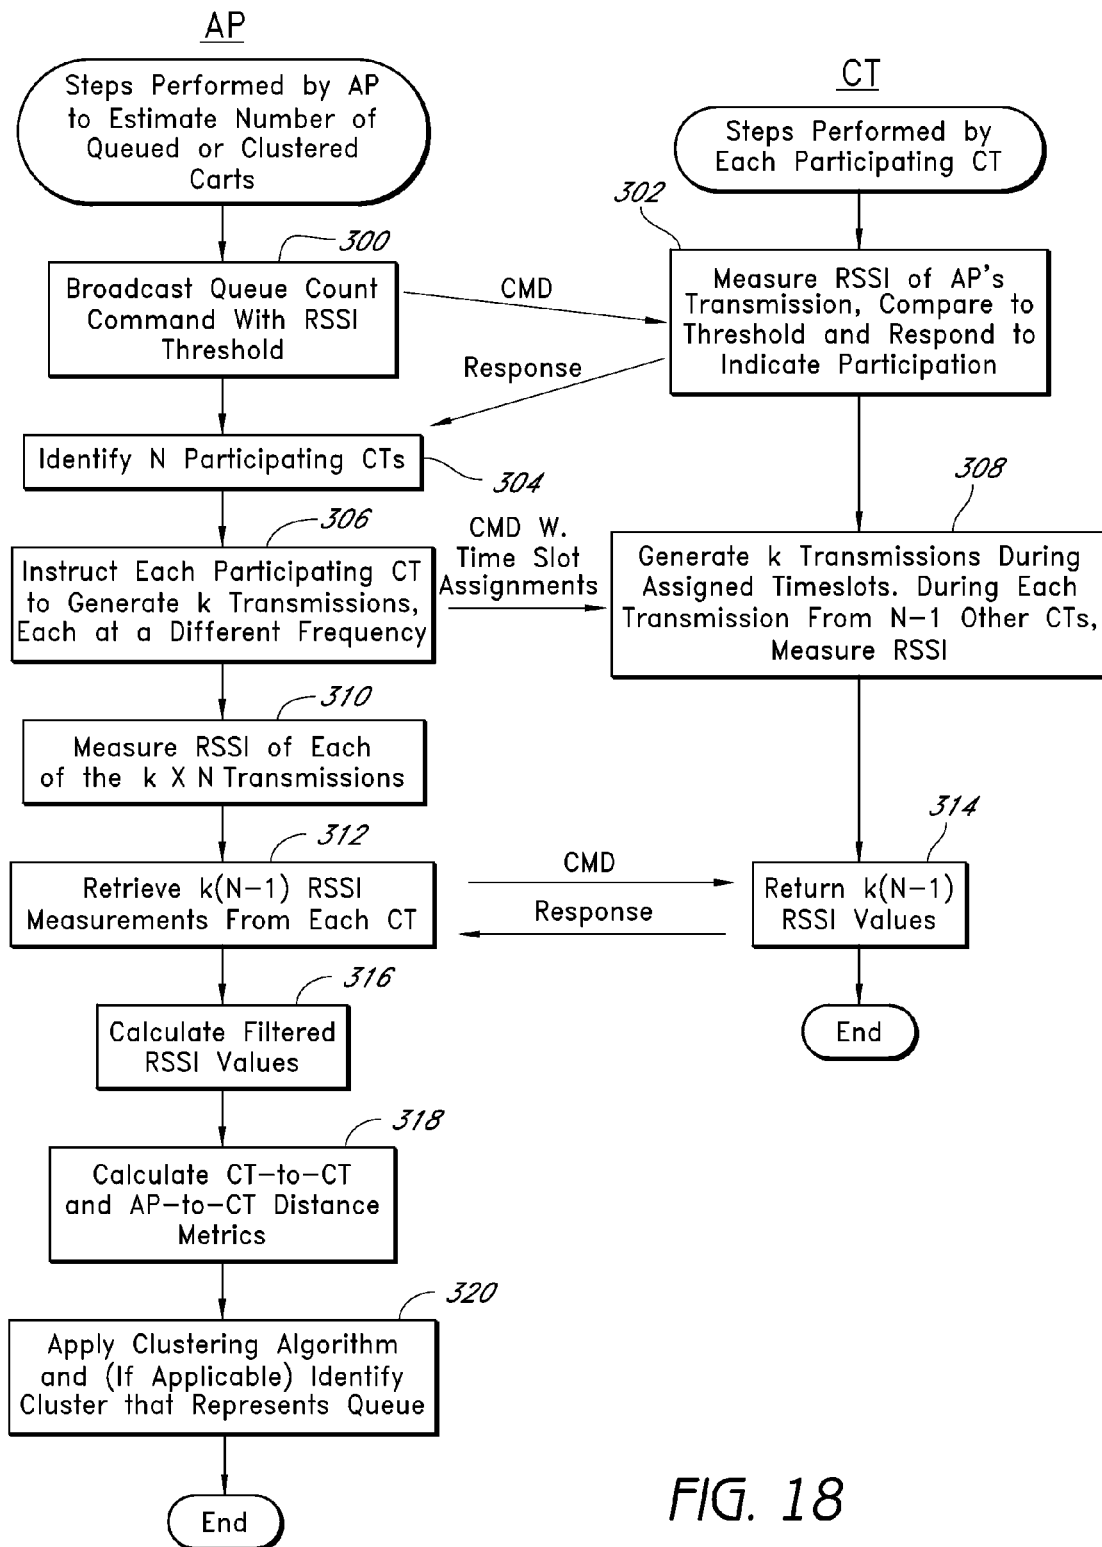 AP
Steps Performed by AP
to Estimate Number of
Queued or Clustered
Carts
CT
Steps Performed by
Each Participating CT
300
Broadcast Queue Count
Command With RSSI
Threshold
CMD
302
Measure RSSI of AP's
Transmission, Compare to
Threshold and Respond to
Indicate Participation
Response
Identify N Participating CTs
304
306
Instruct Each Participating CT
to Generate k Transmissions,
Each at a Different Frequency
CMD W.
Time Slot
Assignments
308
Generate k Transmissions During
Assigned Timeslots. During Each
Transmission From N-1 Other CTs,
Measure RSSI
310
Measure RSSI of Each
of the k X N Transmissions
312
Retrieve k(N-1) RSSI
Measurements From Each CT
CMD
Response
314
Return k(N-1)
RSSI Values
End
316
Calculate Filtered
RSSI Values
318
Calculate CT-to-CT
and AP-to-CT Distance
Metrics
320
Apply Clustering Algorithm
and (If Applicable) Identify
Cluster that Represents Queue
End
FIG. 18